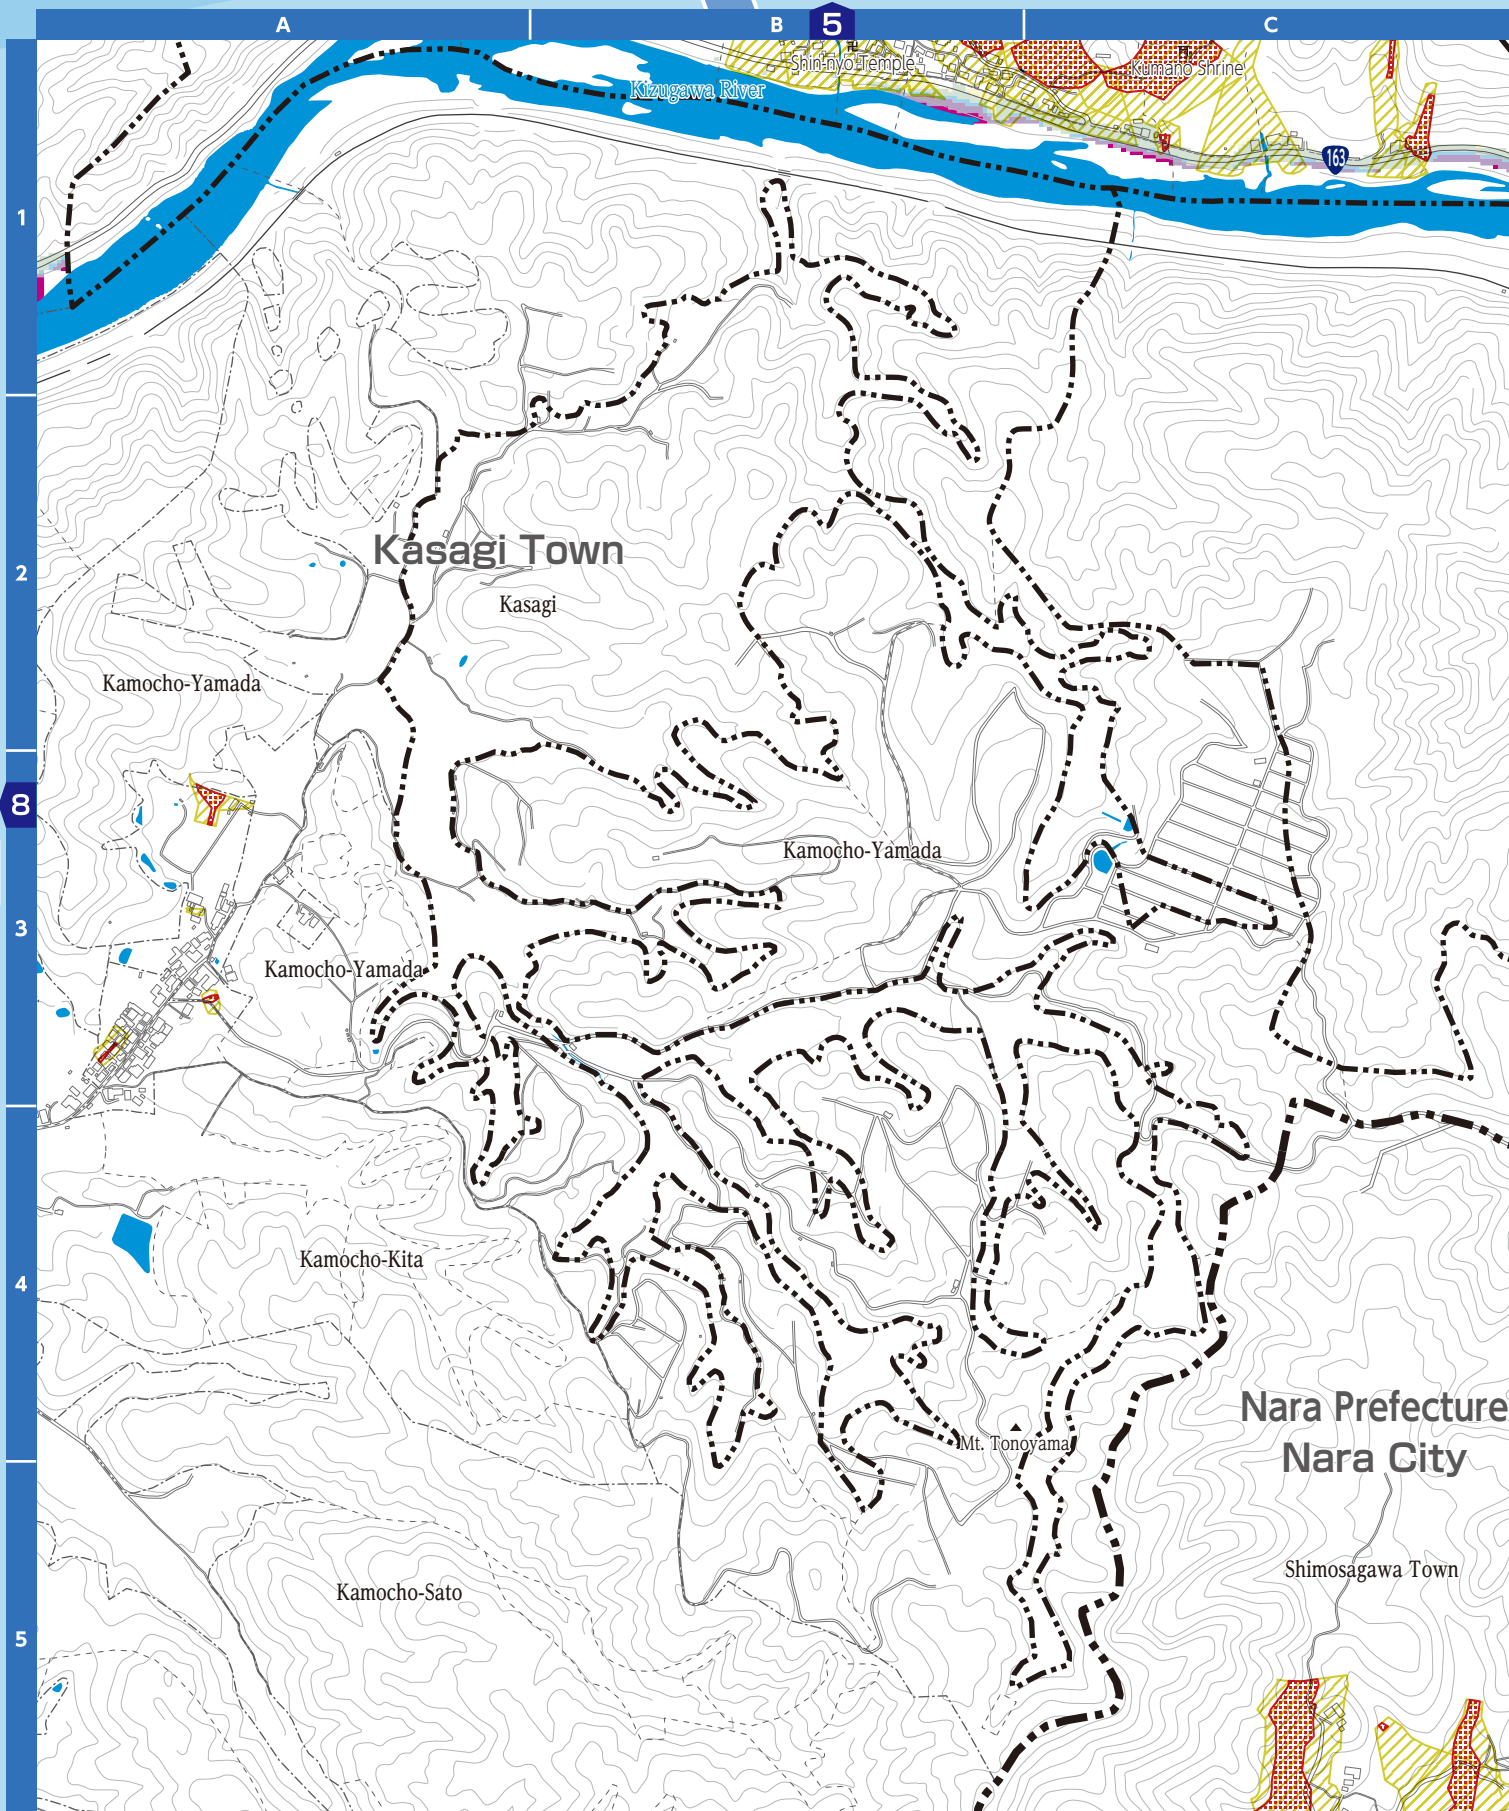 A
B
5
C
Shin-nyo Temple
Kumano Shrine
Kizugawa River
163
1
Kasagi Town
2
Kasagi
Kamocho-Yamada
8
Kamocho-Yamada
3
Kamocho-Yamada
Kamocho-Kita
4
Nara Prefecture
Mt. Tonoyama
Nara City
Shimosagawa Town
Kamocho-Sato
5